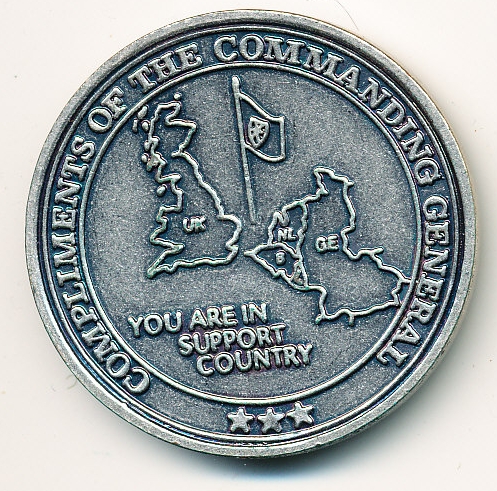 COMPLIMENTS OF THE COMMANDING GENERAL
UK
NL
B
GE
YOU ARE IN
SUPPORT
COUNTRY